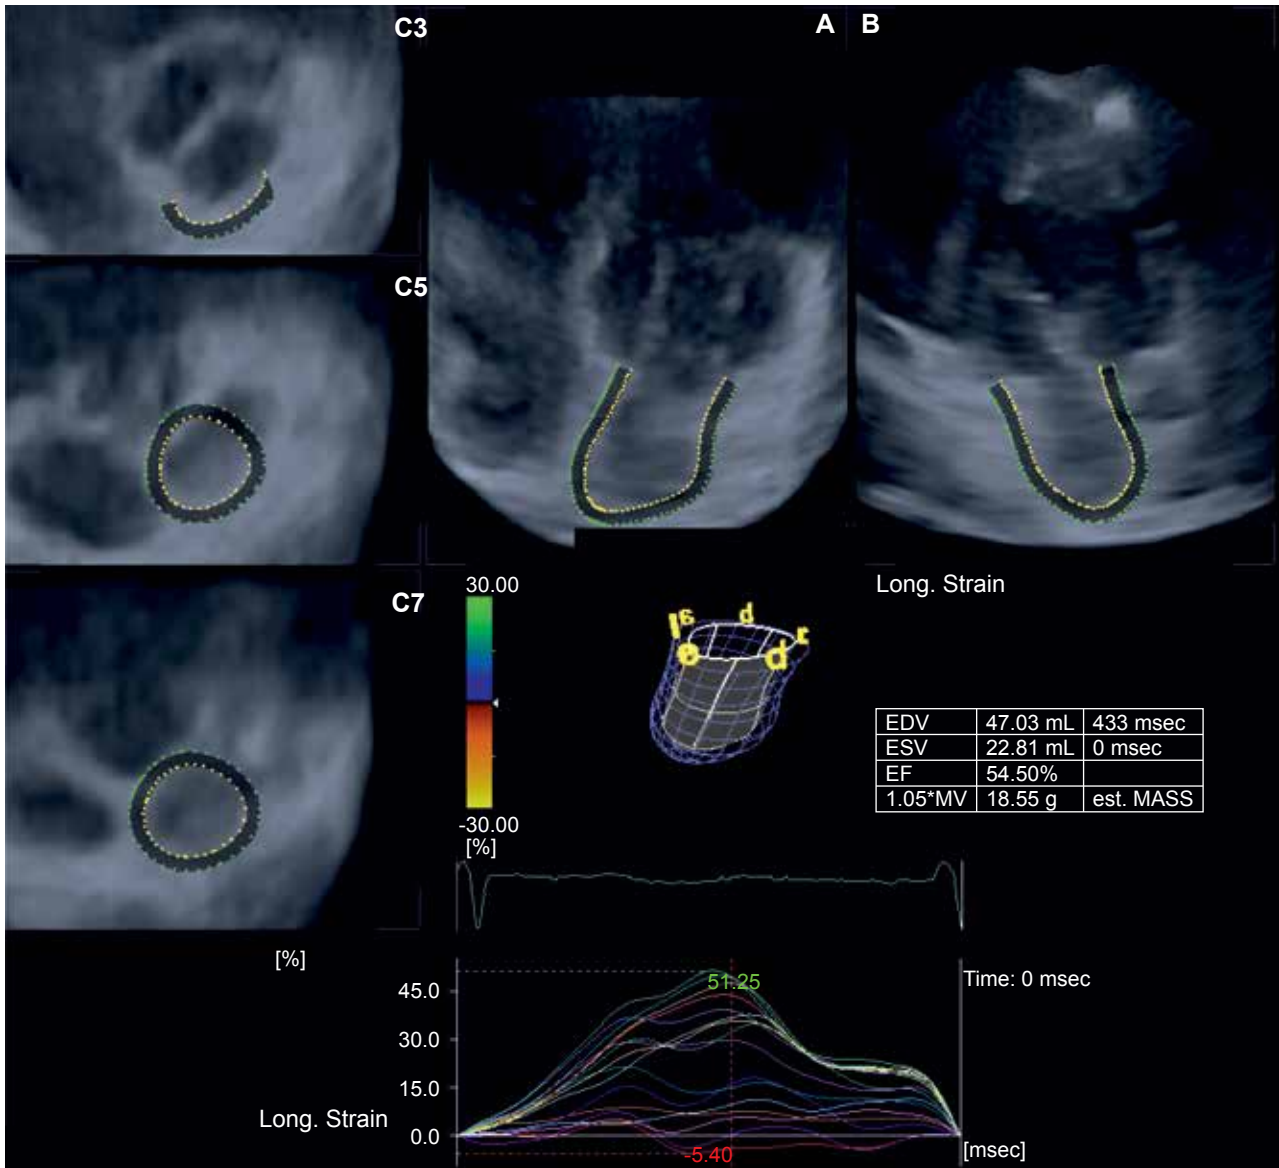 C3
A
B
C5
C7
30.00
-30.00
[%]
Long. Strain
EDV 47.03 mL 433 msec
ESV 22.81 mL 0 msec
EF 54.50%
1.05*MV 18.55 g est. MASS
[%]
45.0
30.0
15.0
0.0
Long. Strain
51.25
-5.40
Time: 0 msec
[msec]